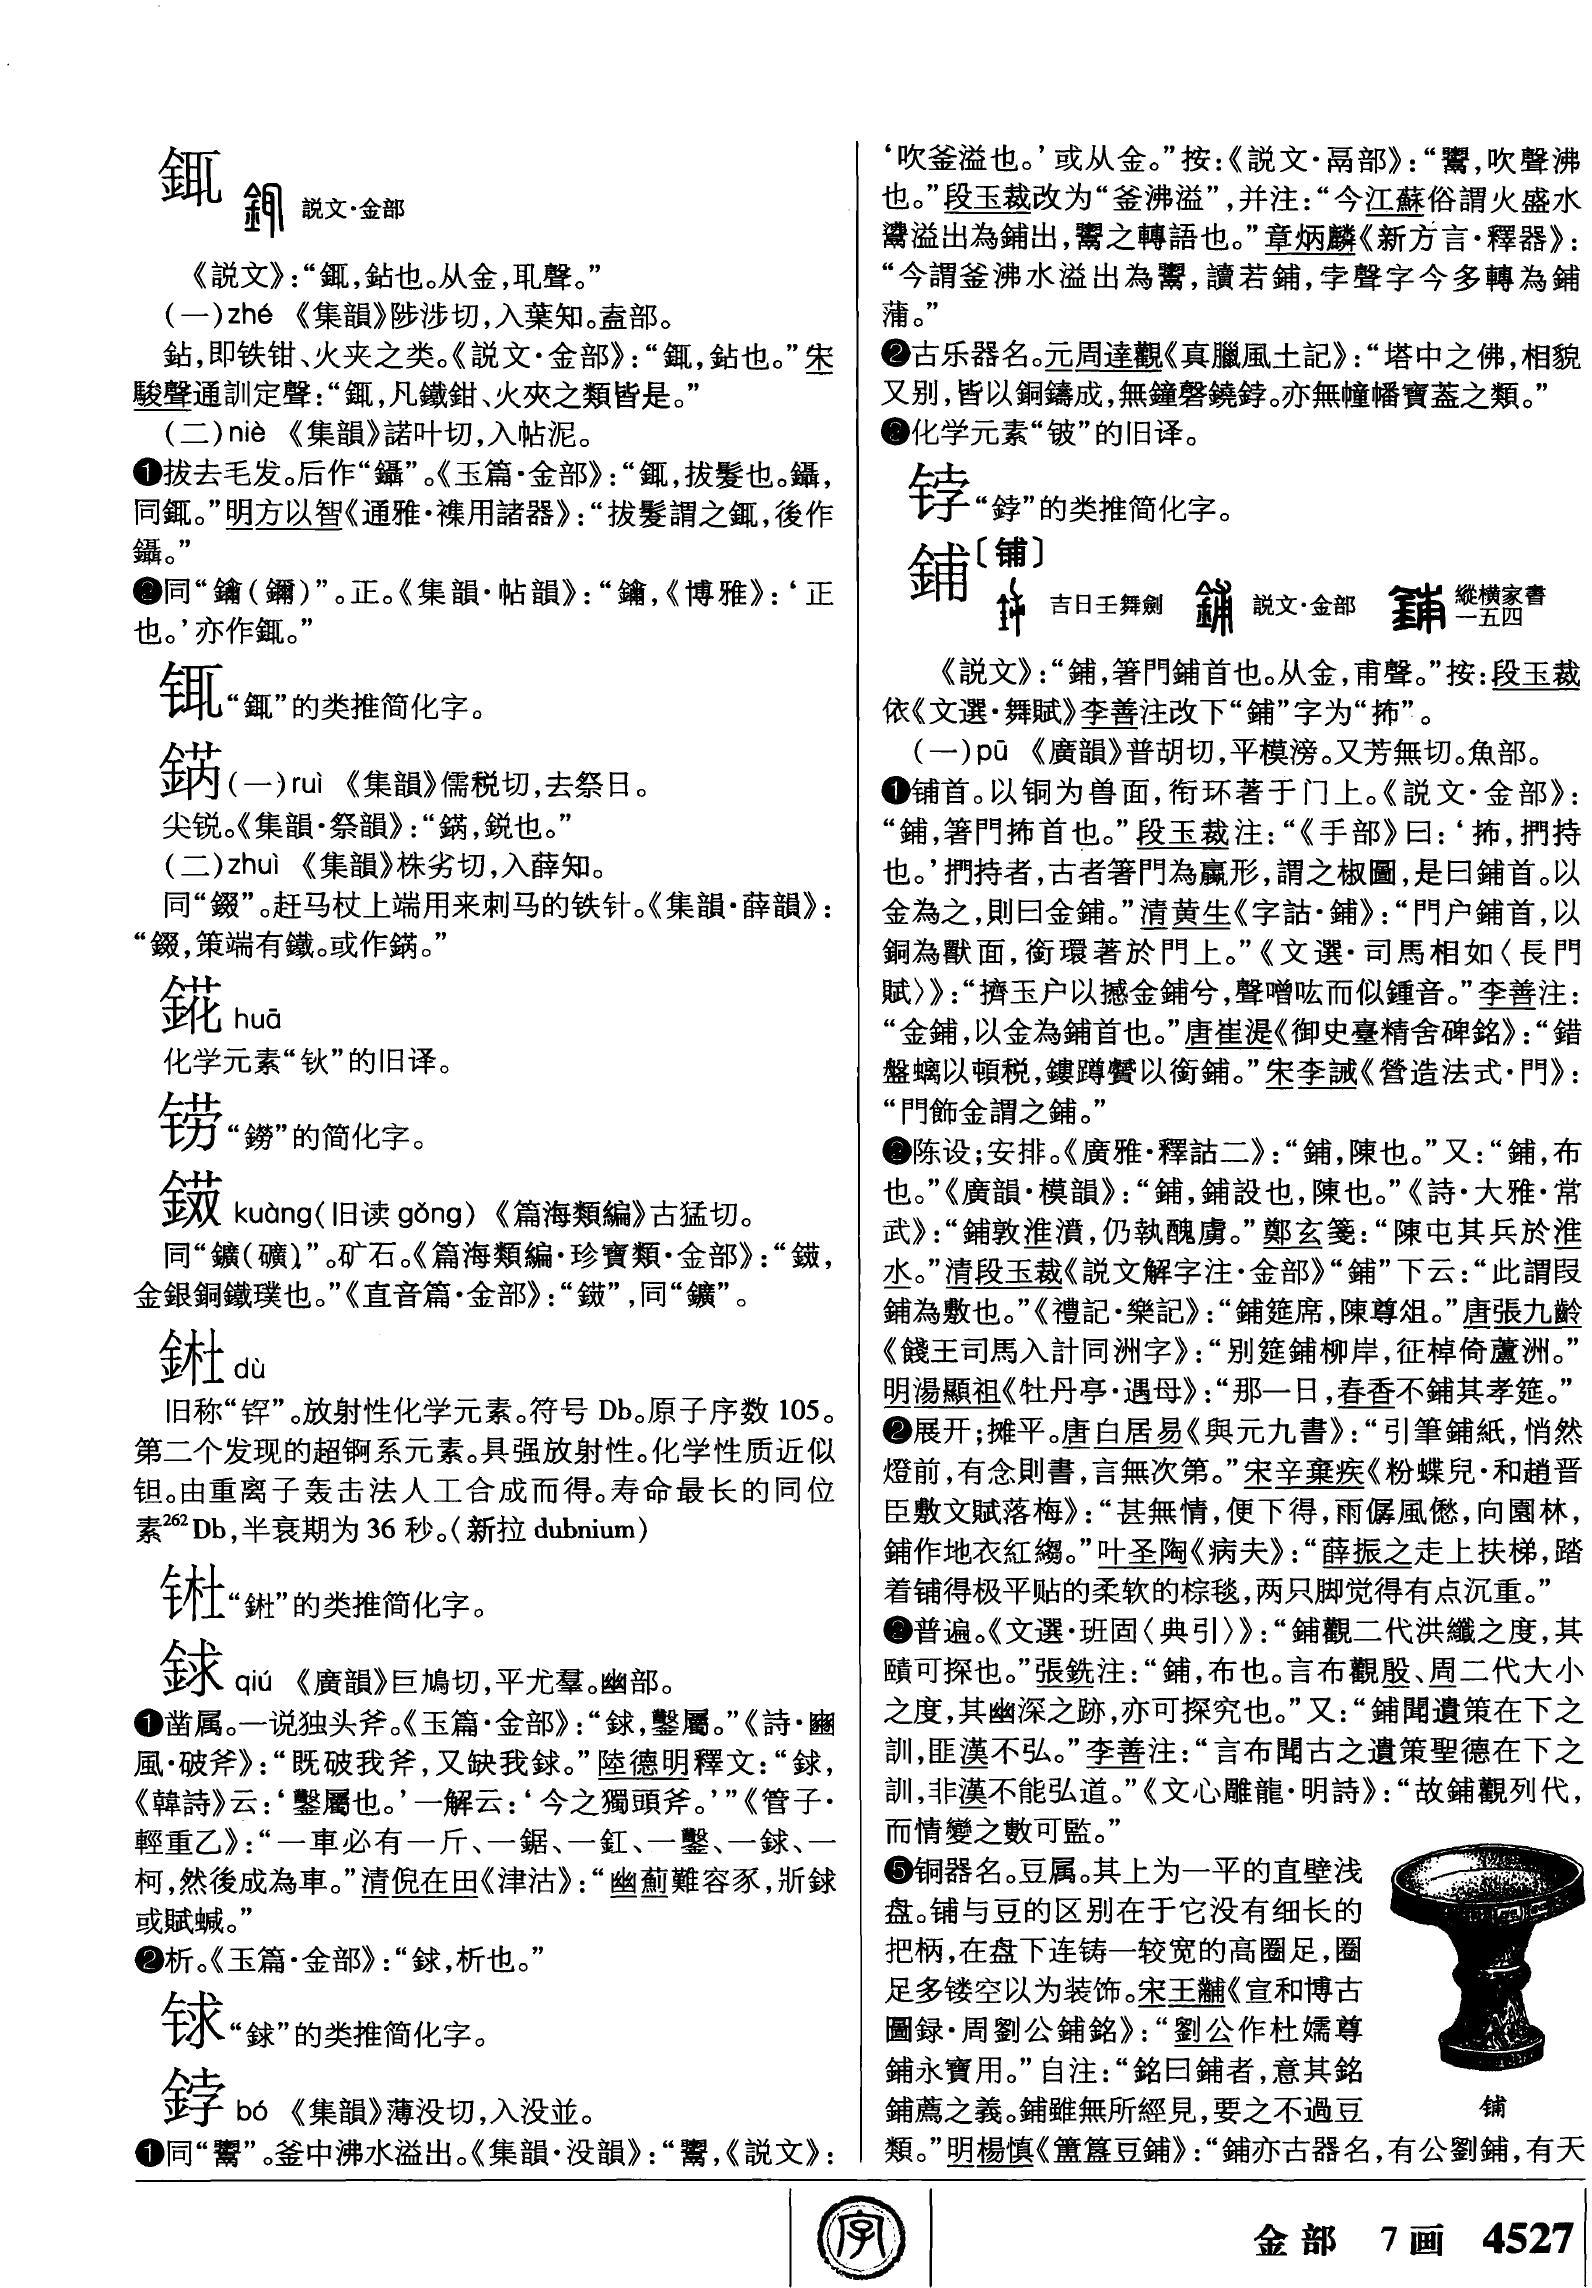 鉺
説文·金部
《説文》：“銸，鉆也。从金，耴聲。”
（一）zhé 《集韻》陟涉切，入葉知。盍部。
鉆，即铁钳、火夹之类。《説文·金部》：“銸，鉆也。”朱
駿聲通訓定聲：“銸，凡鐵鉗、火夾之類皆是。”
（二）niè 《集韻》諾叶切，入帖泥。
❶拔去毛发。后作“鑷”。《玉篇·金部》：“銸，拔髮也。鑷，
同銸。”明方以智《通雅·襍用諸器》：“拔髮謂之銸，後作
鑷。”
❷同“鑈（鑈）”。正。《集韻·帖韻》：“鑈，《博雅》：‘正
也。’亦作銸。”
“銸”的类推简化字。
（一）ruì 《集韻》儒税切，去祭日。
尖锐。《集韻·祭韻》：“鋭也。”
（二）zhuì 《集韻》株劣切，入薛知。
同“錣”。赶马杖上端用来刺马的铁针。《集韻·薛韻》：
“錣，策端有鐵。或作。”
huā
化学元素“钬”的旧译。
铹“鐒”的简化字。
kuàng（旧读gǒng） 《篇海類編》古猛切。
同“鑛（礦）”。矿石。《篇海類編·珍寶類·金部》：“
金銀銅鐵璞也。”《直音篇·金部》：“，同“鑛”。
dù
旧称“𨧀”。放射性化学元素。符号Db。原子序数105。
第二个发现的超锕系元素。具强放射性。化学性质近似
钽。由重离子轰击法人工合成而得。寿命最长的同位
素²⁶²Db，半衰期为36秒。（新拉dubnium）
𬭊“𨧀”的类推简化字。
銶 qiú 《廣韻》巨鳩切，平尤羣。幽部。
❶凿属。一说独头斧。《玉篇·金部》：“銶，鑿屬。”《詩·豳
風·破斧》：“既破我斧，又缺我銶。”陸德明釋文：“銶，
《韓詩》云：‘鑿屬也。’一解云：‘今之獨頭斧。’”《管子·
輕重乙》：“一車必有一斤、一鋸、一釭、一鑿、一銶、一
柯，然後成為車。”清倪在田《津沽》：“幽薊難容豕，斨銶
或賦蝛。”
❷析。《玉篇·金部》：“銶，析也。”
“銶”的类推简化字。
鋍 bó 《集韻》薄没切，入没並。
❶同“鬻”。釜中沸水溢出。《集韻·没韻》：“，《説文》：
‘吹釜溢也。’或从金。”按：《説文·鬲部》：“，吹聲沸
也。”段玉裁改为“釜沸溢”，并注：“今江蘇俗謂火盛水
灊溢出為鋪出，之轉語也。”章炳麟《新方言·釋器》：
“今謂釜沸水溢出為，讀若鋪，孛聲字今多轉為鋪
蒲。”
❷古乐器名。元周達觀《真臘風土記》：“塔中之佛，相貌
又别，皆以銅鑄成，無鐘磬鐃鋍。亦無幢幡寶蓋之類。”
❸化学元素“铍”的旧译。
“鋍”的类推简化字。
鋪〔铺〕
吉日壬舞劍 説文·金部 縱横家書一五四
《説文》：“鋪，箸門鋪首也。从金，甫聲。”按：段玉裁
依《文選·舞賦》李善注改下“鋪”字为“抪”。
（一）pū 《廣韻》普胡切，平模滂。又芳無切。魚部。
❶铺首。以铜为兽面，衔环著于门上。《説文·金部》：
“鋪，箸門抪首也。”段玉裁注：“《手部》曰：‘抪，捫持
也。’捫持者，古者箸門為蠃形，謂之椒圖，是曰鋪首。以
金為之，則曰金鋪。”清黄生《字詁·鋪》：“門户鋪首，以
銅為獸面，銜環著於門上。”《文選·司馬相如〈長門
賦〉》：“擠玉户以撼金鋪兮，聲噌吰而似鍾音。”李善注：
“金鋪，以金為鋪首也。”唐崔湜《御史臺精舍碑銘》：“錯
盤螭以頓税，鏤蹲贙以銜鋪。”宋李誡《營造法式·門》：
“門飾金謂之鋪。”
❷陈设；安排。《廣雅·釋詁二》：“鋪，陳也。”又：“鋪，布
也。”《廣韻·模韻》：“鋪，鋪設也，陳也。”《詩·大雅·常
武》：“鋪敦淮濆，仍執醜虜。”鄭玄箋：“陳屯其兵於淮
水。”清段玉裁《説文解字注·金部》“鋪”下云：“此謂叚
鋪為敷也。”《禮記·樂記》：“鋪筵席，陳尊俎。”唐張九齡
《餞王司馬入計同洲字》：“别筵鋪柳岸，征棹倚蘆洲。”
明湯顯祖《牡丹亭·遇母》：“那一日，春香不鋪其孝筵。”
❷展开；摊平。唐白居易《與元九書》：“引筆鋪紙，悄然
燈前，有念則書，言無次第。”宋辛棄疾《粉蝶兒·和趙晋
臣敷文賦落梅》：“甚無情，便下得，雨僝風僽，向園林，
鋪作地衣紅縐。”叶圣陶《病夫》：“薛振之走上扶梯，踏
着铺得极平贴的柔软的棕毯，两只脚觉得有点沉重。”
❷普遍。《文選·班固〈典引〉》：“鋪觀二代洪纖之度，其
賾可探也。”張銑注：“鋪，布也。言布觀殷、周二代大小
之度，其幽深之跡，亦可探究也。”又：“鋪聞遺策在下之
訓，匪漢不弘。”李善注：“言布聞古之遺策聖德在下之
訓，非漢不能弘道。”《文心雕龍·明詩》：“故鋪觀列代，
而情變之數可監。”
❺铜器名。豆属。其上为一平的直壁浅
盘。铺与豆的区别在于它没有细长的
把柄，在盘下连铸一较宽的高圈足，圈
足多镂空以为装饰。宋王黼《宣和博古
圖録·周劉公鋪銘》：“劉公作杜嬬尊
鋪永寶用。”自注：“銘曰鋪者，意其銘
鋪薦之義。鋪雖無所經見，要之不過豆
類。”明楊慎《簠簋豆鋪》：“鋪亦古器名，有公劉鋪，有天
铺
字
金部 7画 4527